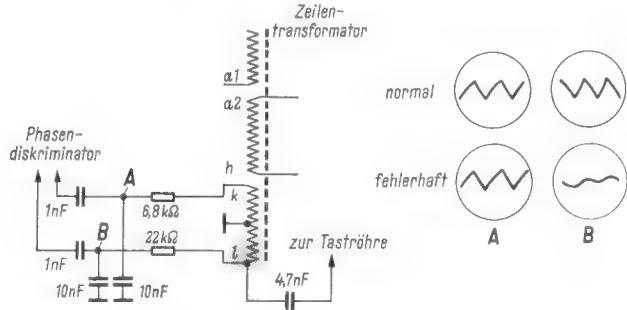 Zeilen-
transformator
a1
a2
h
k
l
Phasen-
diskriminator
A
1nF
6,8kΩ
B
22kΩ
1nF
10nF
10nF
4,7nF
zur Taströhre
normal
fehlerhaft
A
B